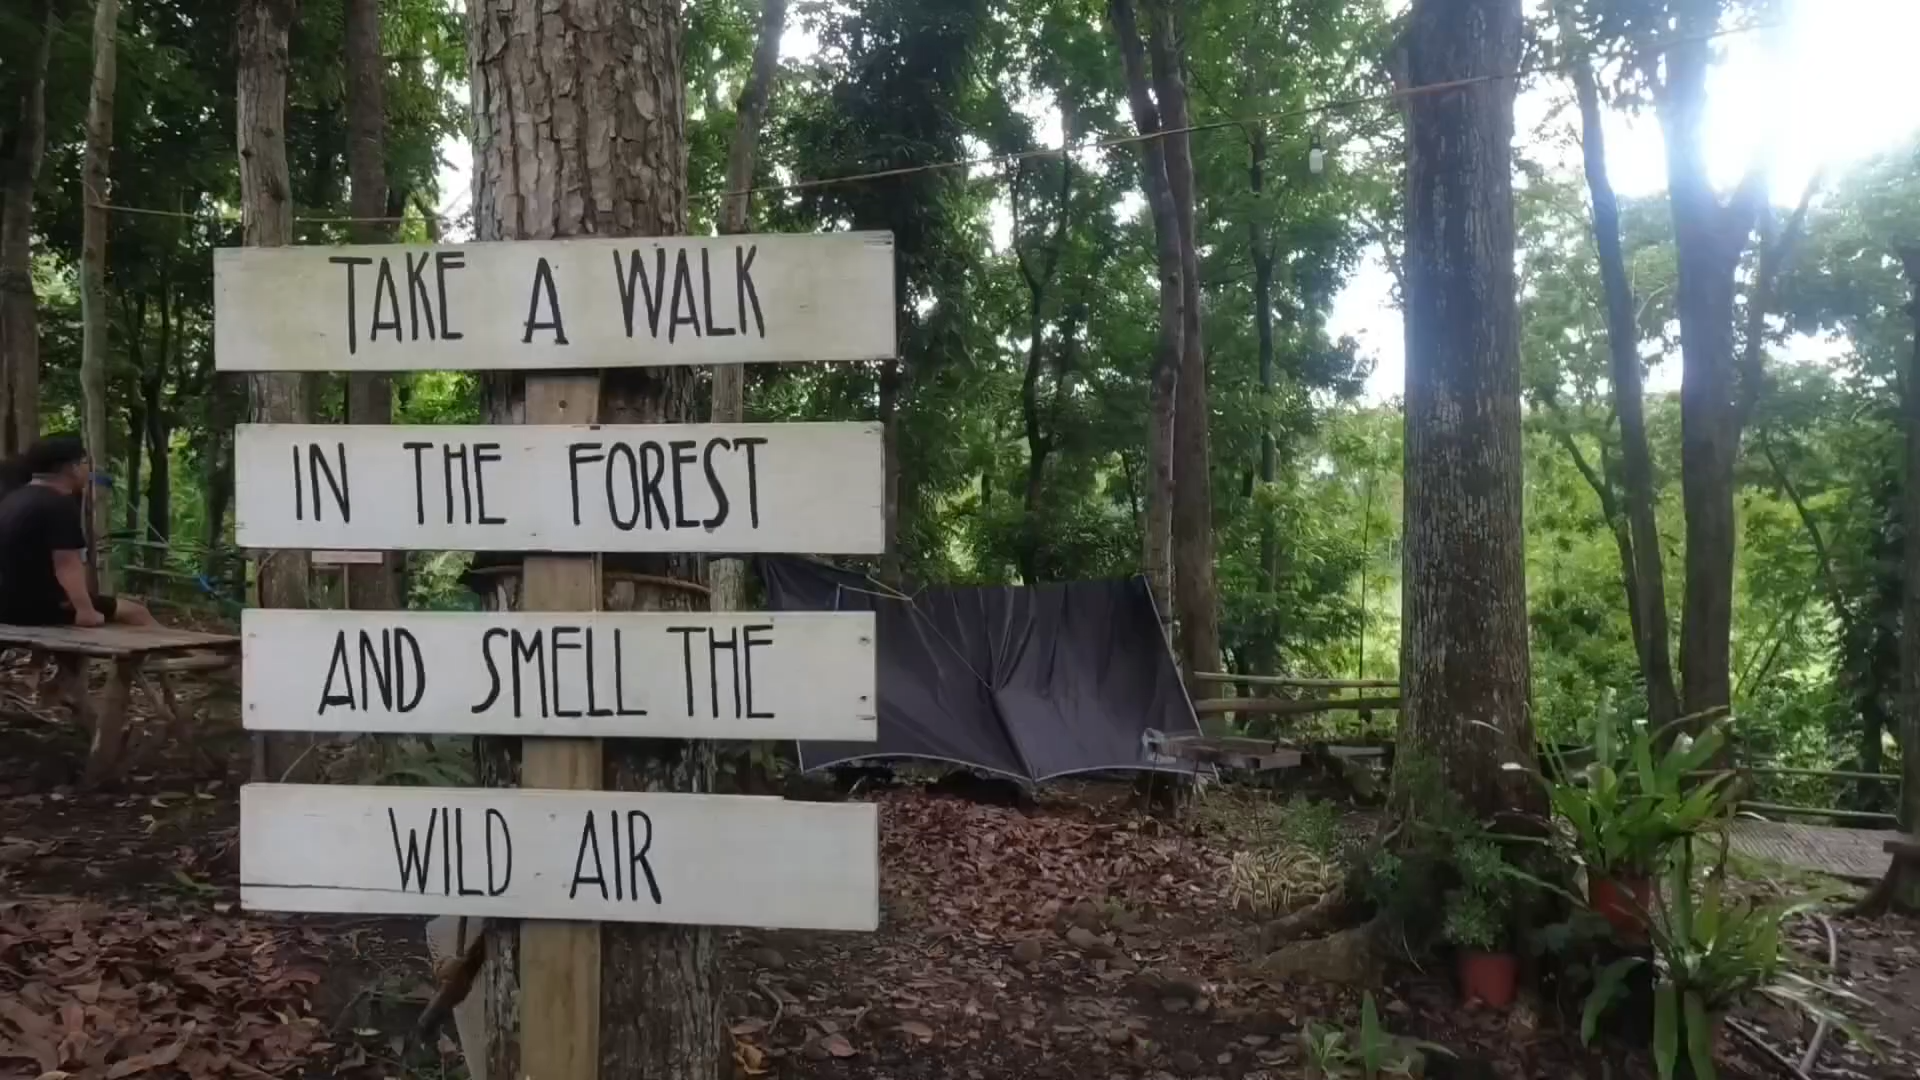 TAKE A WALK
IN THE FOREST
AND SMELL THE
WILD AIR